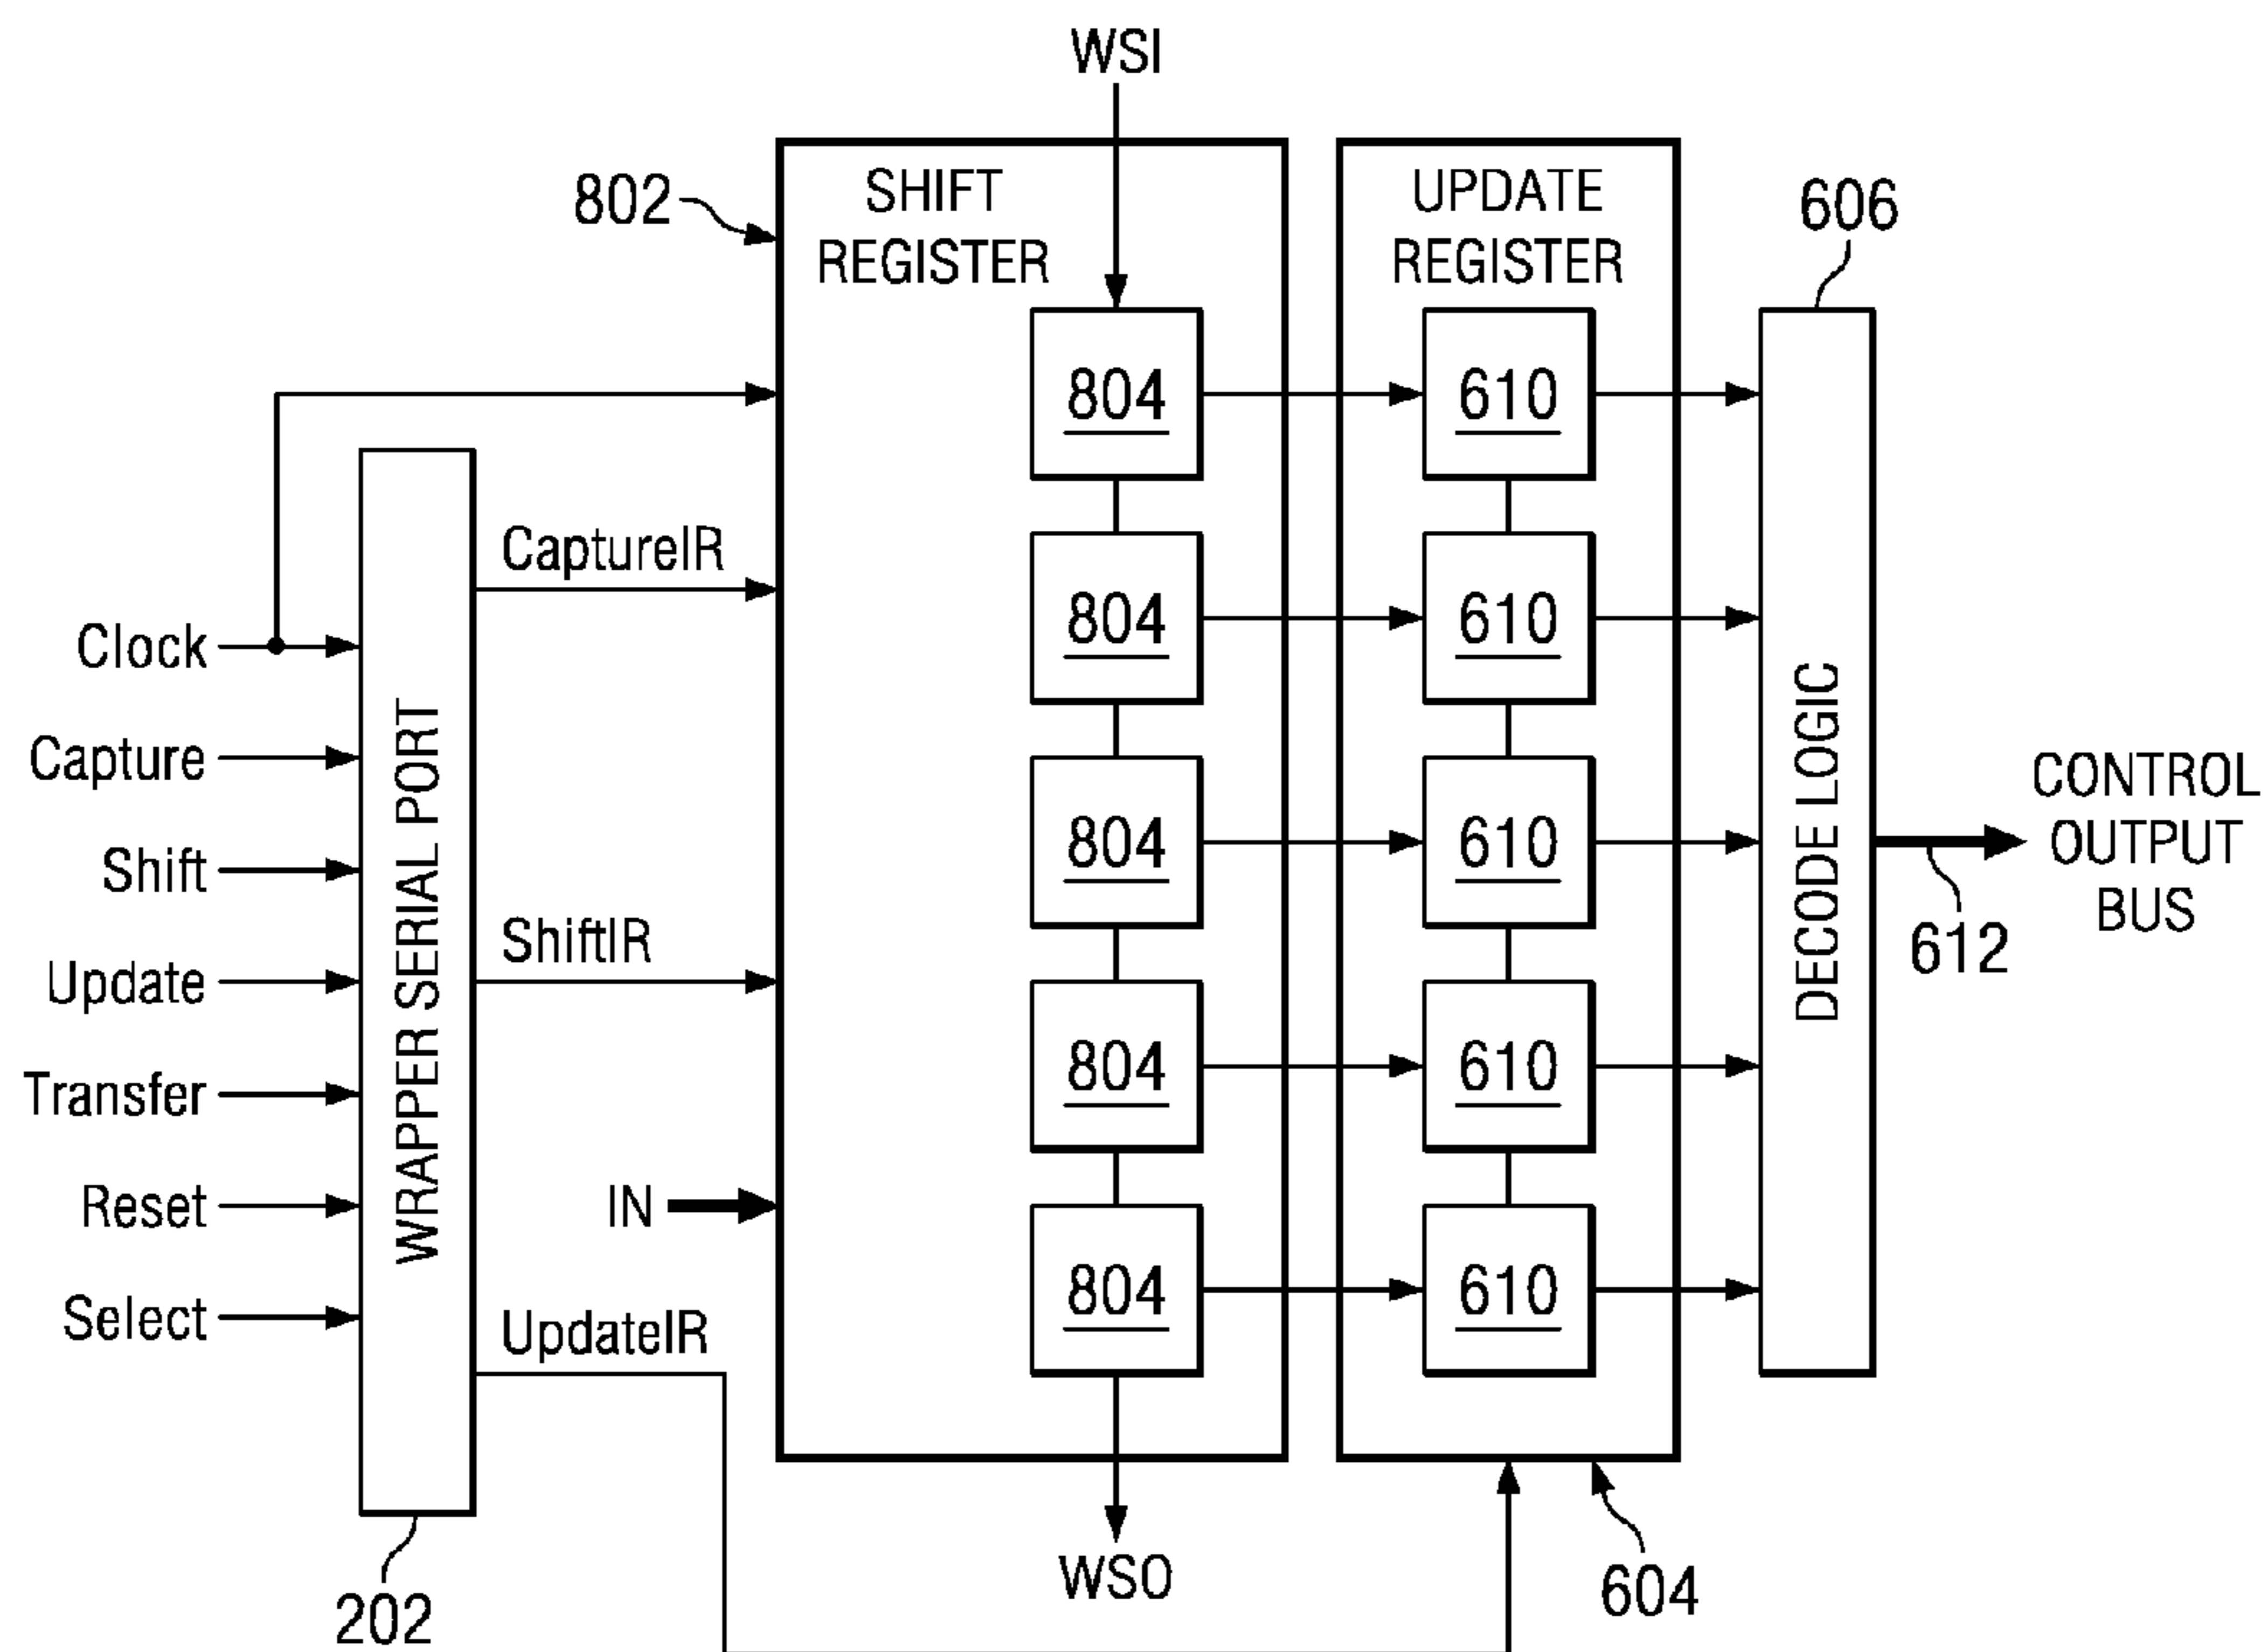 WSI
802
SHIFT
REGISTER
UPDATE
REGISTER
606
804
610
CaptureIR
804
610
Clock
Capture
Shift
Update
Transfer
Reset
Select
WRAPPER SERIAL PORT
804
610
DECODE LOGIC
CONTROL
OUTPUT
BUS
612
ShiftIR
804
610
IN
804
610
UpdateIR
WSO
202
604